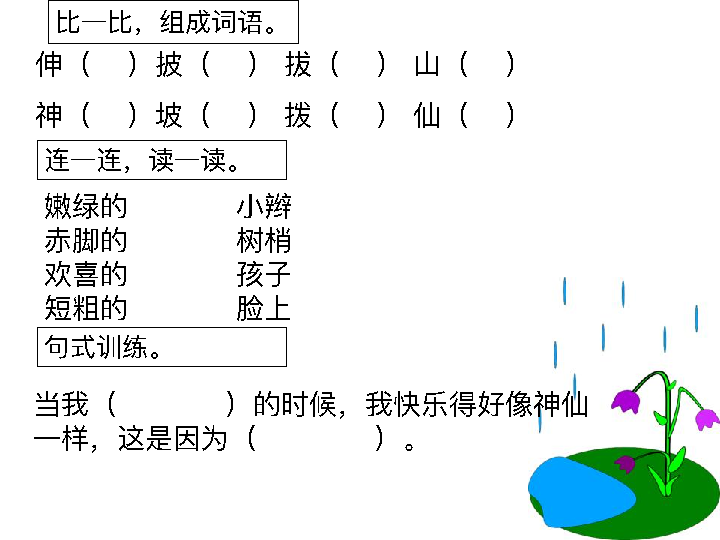 比一比，组成词语。
伸（ ）披（ ） 拔（ ） 山（ ）
神（ ）坡（ ） 拨（ ） 仙（ ）
连一连，读一读。
嫩绿的 小辫
赤脚的 树梢
欢喜的 孩子
短粗的 脸上
句式训练。
当我（ ）的时候，我快乐得好像神仙
一样，这是因为（ ）。